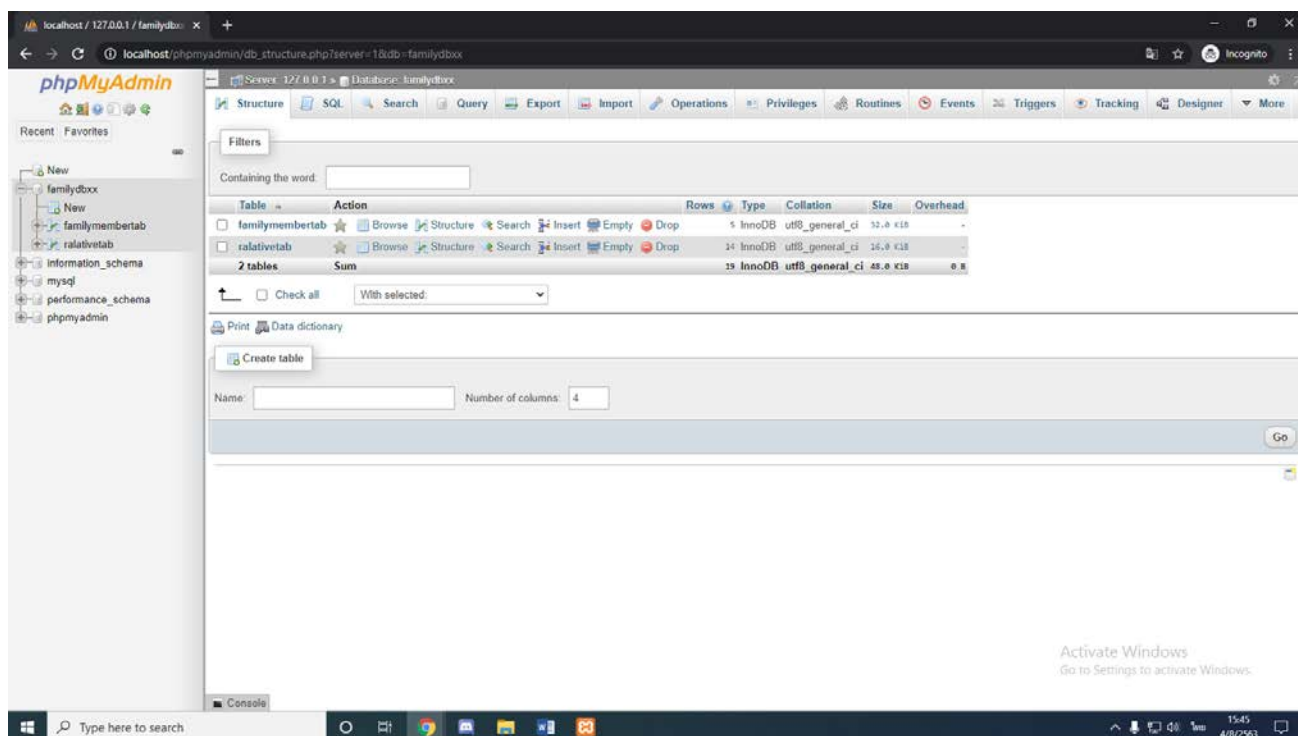 localhost / 127.0.0.1 / familydbx
Incognito
localhost/phpmyadmin/db_structure.php?server=1&db=familydbxx
phpMyAdmin
Server: 127.0.0.1 » Database: familydbxx
Structure SQL Search Query Export Import Operations Privileges Routines Events Triggers Tracking Designer More
Recent Favorites
New
familydbxx
New
familymembertab
ralativetab
information_schema
mysql
performance_schema
phpmyadmin
Filters
Containing the word:
Table Action Rows Type Collation Size Overhead
familymembertab Browse Structure Search Insert Empty Drop 5 InnoDB utf8_general_ci 32.0 KiB -
ralativetab Browse Structure Search Insert Empty Drop 14 InnoDB utf8_general_ci 16.0 KiB -
2 tables Sum 19 InnoDB utf8_general_ci 48.0 KiB 0 B
Check all With selected:
Print Data dictionary
Create table
Name: Number of columns: 4
Go
Activate Windows
Go to Settings to activate Windows.
Console
Type here to search
ไทย
15:45
4/8/2563